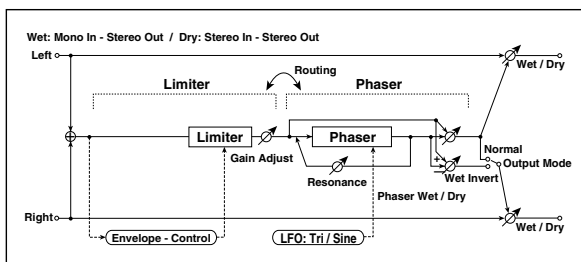 Wet: Mono In - Stereo Out / Dry: Stereo In - Stereo Out
Left
Wet / Dry
Routing
Limiter
Phaser
Limiter
Phaser
Gain Adjust
Resonance
+
−
Wet Invert
Normal
Output Mode
Phaser Wet / Dry
Right
Wet / Dry
Envelope - Control
LFO: Tri / Sine